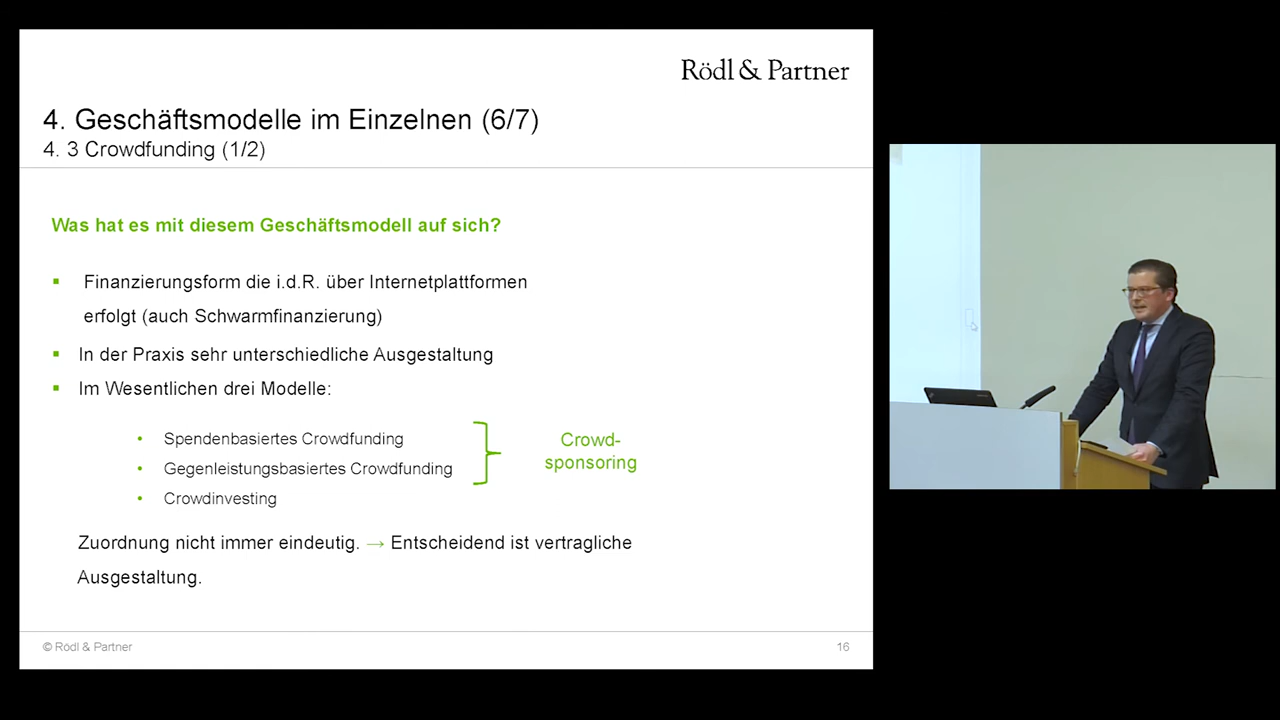 Rödl & Partner
4. Geschäftsmodelle im Einzelnen (6/7)
4. 3 Crowdfunding (1/2)
Was hat es mit diesem Geschäftsmodell auf sich?
▪ Finanzierungsform die i.d.R. über Internetplattformen
erfolgt (auch Schwarmfinanzierung)
▪ In der Praxis sehr unterschiedliche Ausgestaltung
▪ Im Wesentlichen drei Modelle:
• Spendenbasiertes Crowdfunding
• Gegenleistungsbasiertes Crowdfunding
• Crowdinvesting
Crowd-
sponsoring
Zuordnung nicht immer eindeutig. → Entscheidend ist vertragliche
Ausgestaltung.
© Rödl & Partner
16